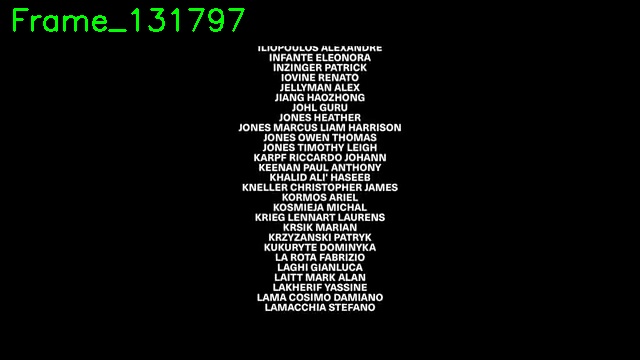 Frame_131797
ILIOPOULOS ALEXANDRE
INFANTE ELEONORA
INZINGER PATRICK
IOVINE RENATO
JELLYMAN ALEX
JIANG HAOZHONG
JOHL GURU
JONES HEATHER
JONES MARCUS LIAM HARRISON
JONES OWEN THOMAS
JONES TIMOTHY LEIGH
KARPF RICCARDO JOHANN
KEENAN PAUL ANTHONY
KHALID ALI' HASEEB
KNELLER CHRISTOPHER JAMES
KORMOS ARIEL
KOSMIEJA MICHAL
KRIEG LENNART LAURENS
KRSIK MARIAN
KRZYZANSKI PATRYK
KUKURYTE DOMINYKA
LA ROTA FABRIZIO
LAGHI GIANLUCA
LAITT MARK ALAN
LAKHERIF YASSINE
LAMA COSIMO DAMIANO
LAMACCHIA STEFANO